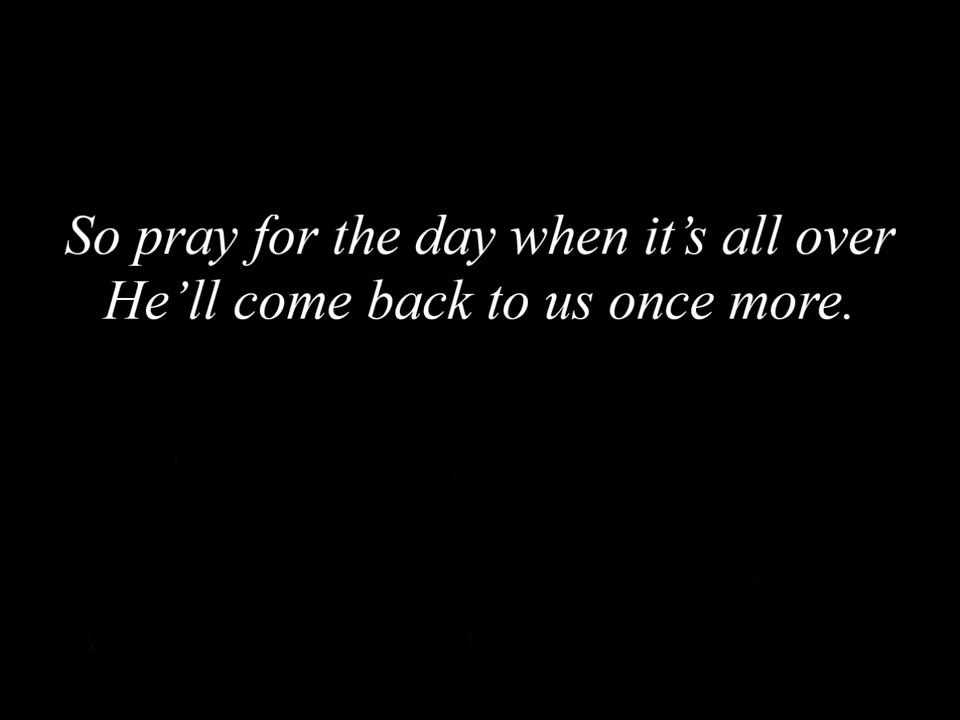 So pray for the day when it’s all over
He’ll come back to us once more.